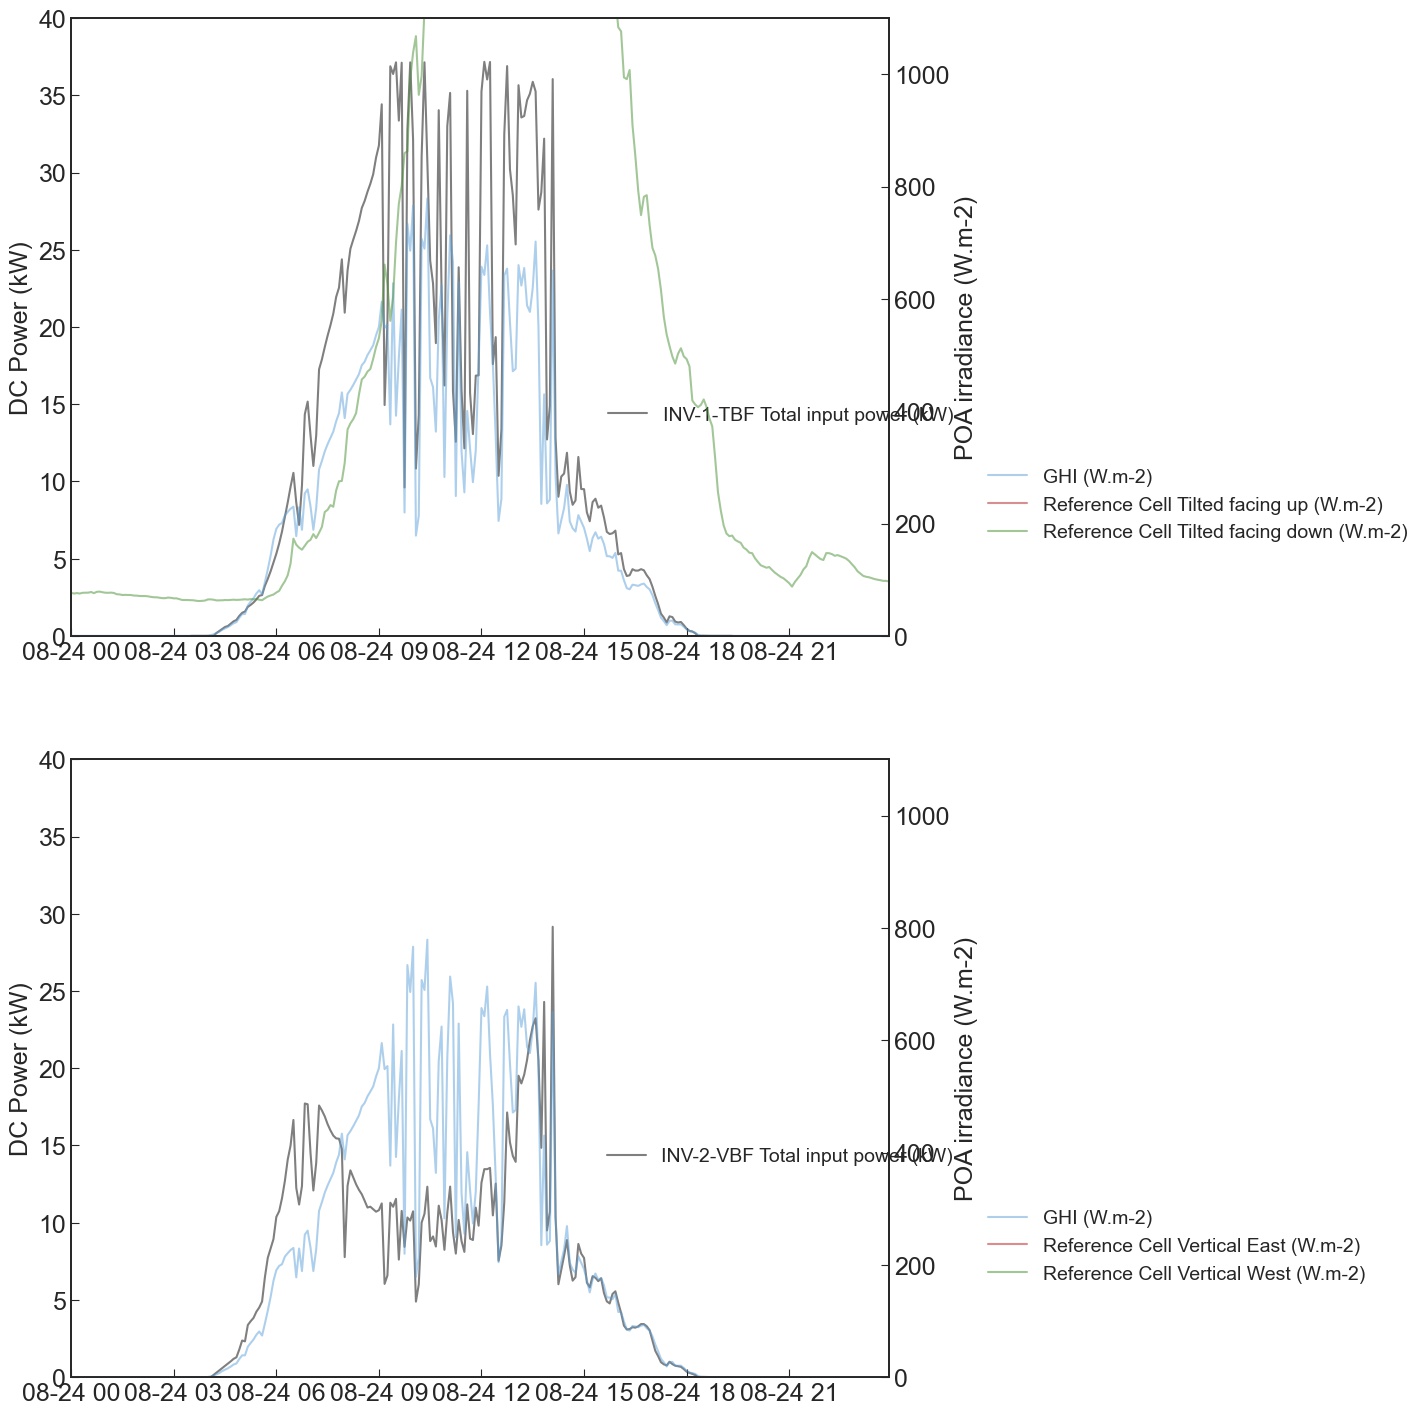 40
35
30
25
20
15
10
5
0
DC Power (kW)
1000
800
600
400
200
0
POA irradiance (W.m-2)
INV-1-TBF Total input power (kW)
GHI (W.m-2)
Reference Cell Tilted facing up (W.m-2)
Reference Cell Tilted facing down (W.m-2)
08-24 00 08-24 03 08-24 06 08-24 09 08-24 12 08-24 15 08-24 18 08-24 21
40
35
30
25
20
15
10
5
0
DC Power (kW)
1000
800
600
400
200
0
POA irradiance (W.m-2)
INV-2-VBF Total input power (kW)
GHI (W.m-2)
Reference Cell Vertical East (W.m-2)
Reference Cell Vertical West (W.m-2)
08-24 00 08-24 03 08-24 06 08-24 09 08-24 12 08-24 15 08-24 18 08-24 21